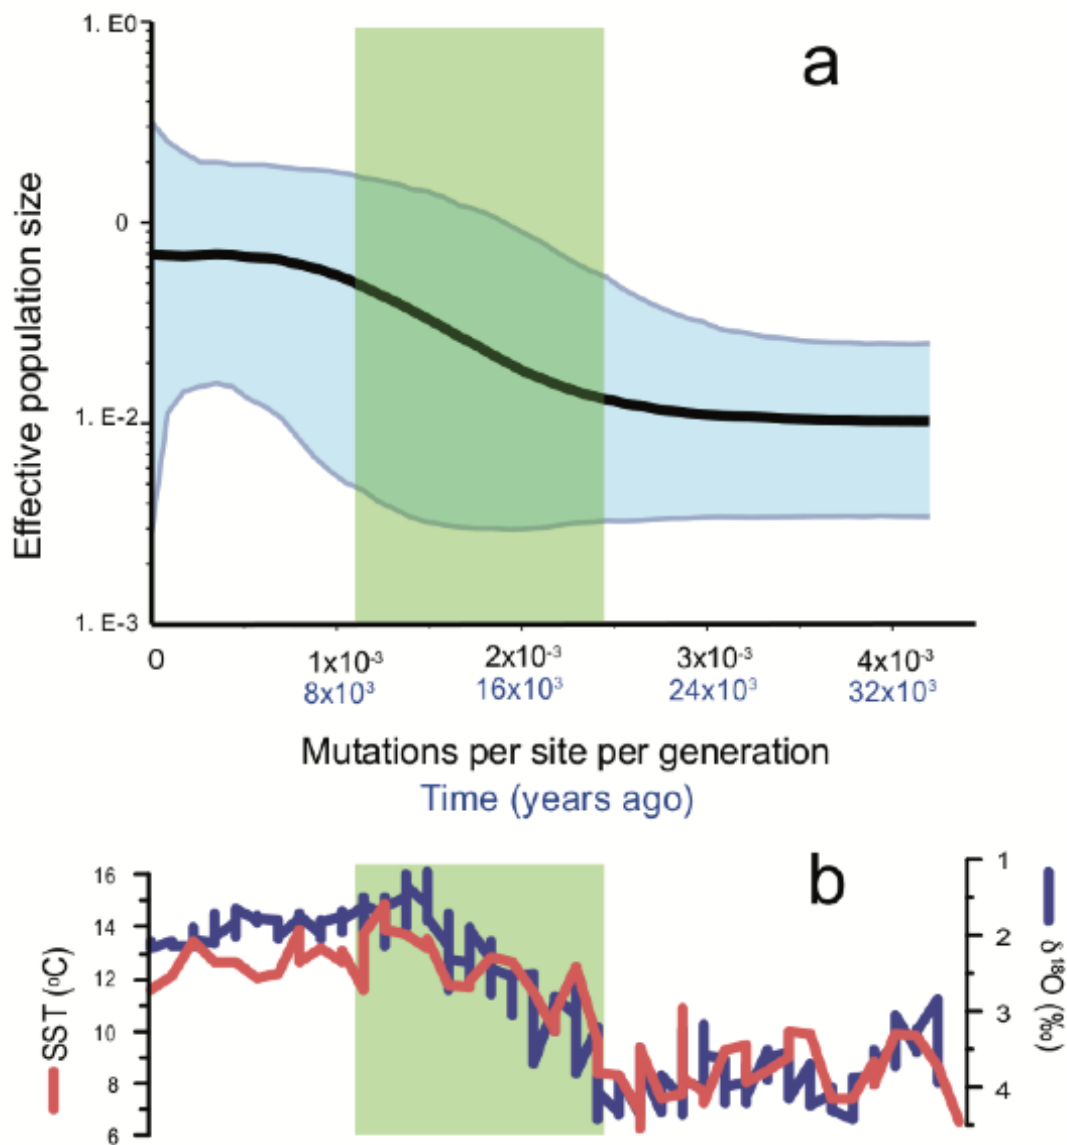 a
1. E0
0
1. E-2
1. E-3
Effective population size
0 1x10-3 2x10-3 3x10-3 4x10-3
8x10³ 16x10³ 24x10³ 32x10³
Mutations per site per generation
Time (years ago)
b
16
14
12
10
8
6
SST (oC)
1
2
3
4
δ 18O (‰)